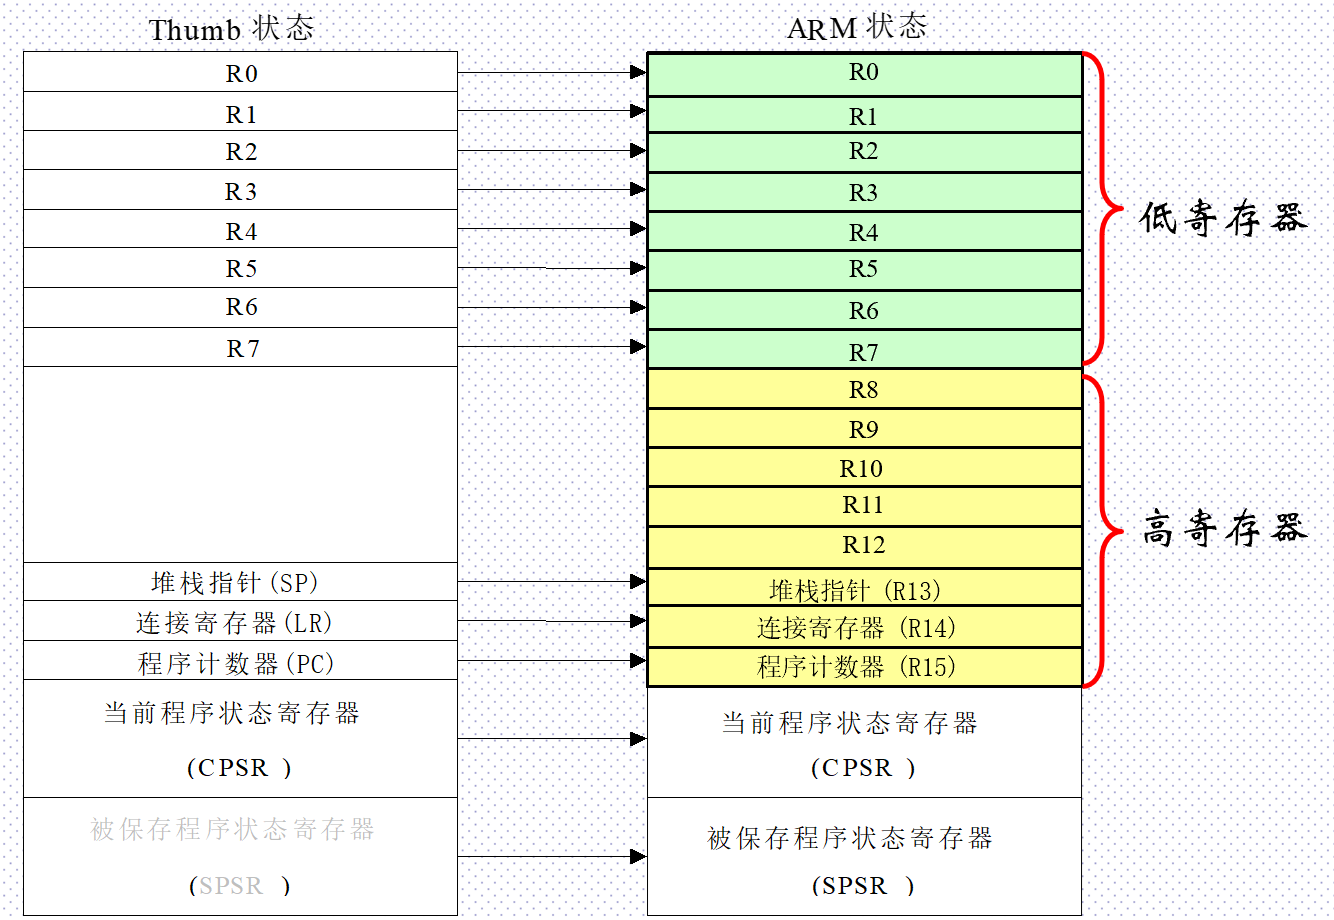 Thumb 状态
R0
R1
R2
R3
R4
R5
R6
R7
堆栈指针(SP)
连接寄存器(LR)
程序计数器(PC)
当前程序状态寄存器
(CPSR )
被保存程序状态寄存器
(SPSR )
ARM 状态
R0
R1
R2
R3
R4
R5
R6
R7
R8
R9
R10
R11
R12
堆栈指针 (R13)
连接寄存器 (R14)
程序计数器 (R15)
当前程序状态寄存器
(CPSR )
被保存程序状态寄存器
(SPSR )
低寄存器
高寄存器